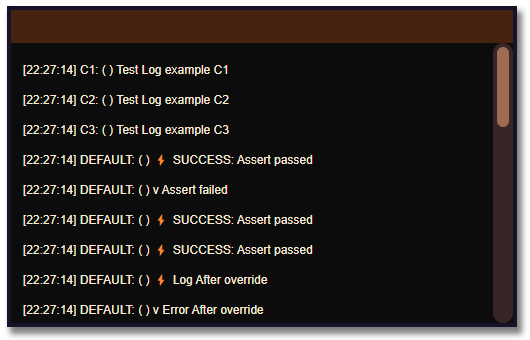 [22:27:14] C1: ( ) Test Log example C1
[22:27:14] C2: ( ) Test Log example C2
[22:27:14] C3: ( ) Test Log example C3
[22:27:14] DEFAULT: ( ) ⚡ SUCCESS: Assert passed
[22:27:14] DEFAULT: ( ) v Assert failed
[22:27:14] DEFAULT: ( ) ⚡ SUCCESS: Assert passed
[22:27:14] DEFAULT: ( ) ⚡ SUCCESS: Assert passed
[22:27:14] DEFAULT: ( ) ⚡ Log After override
[22:27:14] DEFAULT: ( ) v Error After override